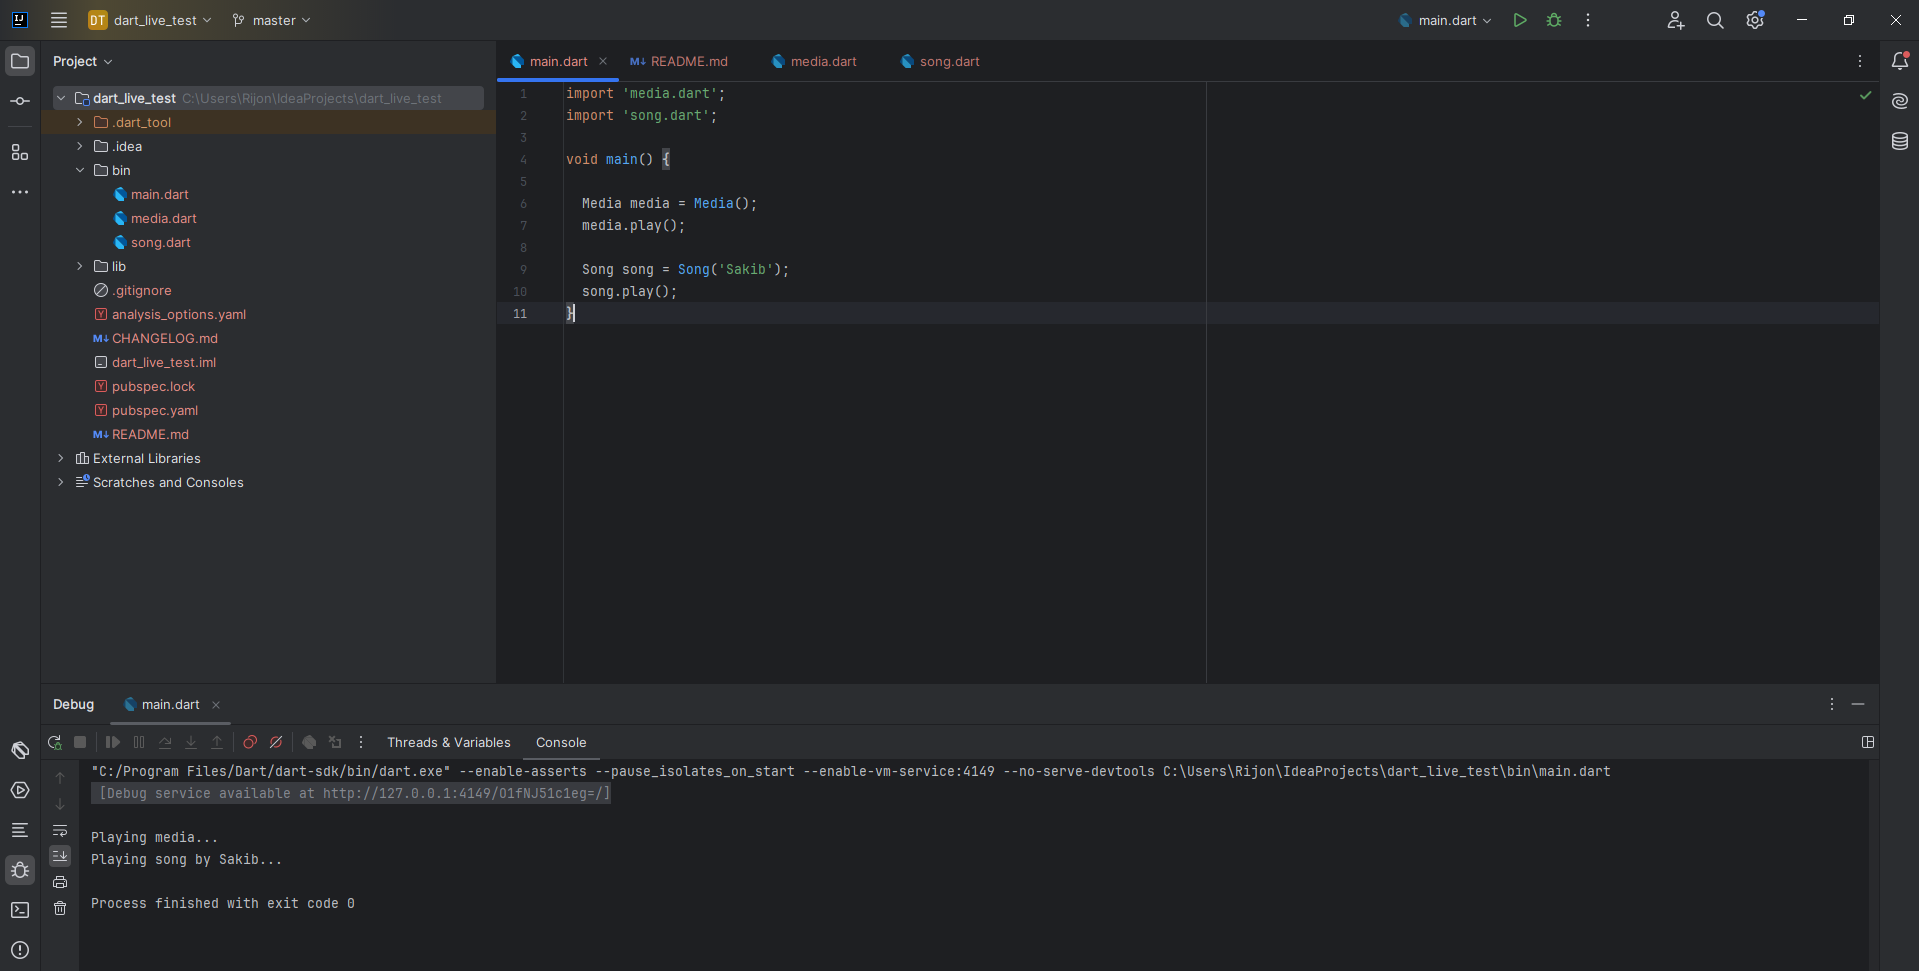 IJ
DT dart_live_test master main.dart
Project
main.dart README.md media.dart song.dart
dart_live_test C:\Users\Rijon\IdeaProjects\dart_live_test
.dart_tool
.idea
bin
main.dart
media.dart
song.dart
lib
.gitignore
Y analysis_options.yaml
M↓ CHANGELOG.md
dart_live_test.iml
Y pubspec.lock
Y pubspec.yaml
M↓ README.md
External Libraries
Scratches and Consoles
1 import 'media.dart';
2 import 'song.dart';
3
4 void main() {
5
6 Media media = Media();
7 media.play();
8
9 Song song = Song('Sakib');
10 song.play();
11 }
Debug main.dart
Threads & Variables Console
"C:/Program Files/Dart/dart-sdk/bin/dart.exe" --enable-asserts --pause_isolates_on_start --enable-vm-service:4149 --no-serve-devtools C:\Users\Rijon\IdeaProjects\dart_live_test\bin\main.dart
[Debug service available at http://127.0.0.1:4149/O1fNJ51c1eg=/]
Playing media...
Playing song by Sakib...
Process finished with exit code 0